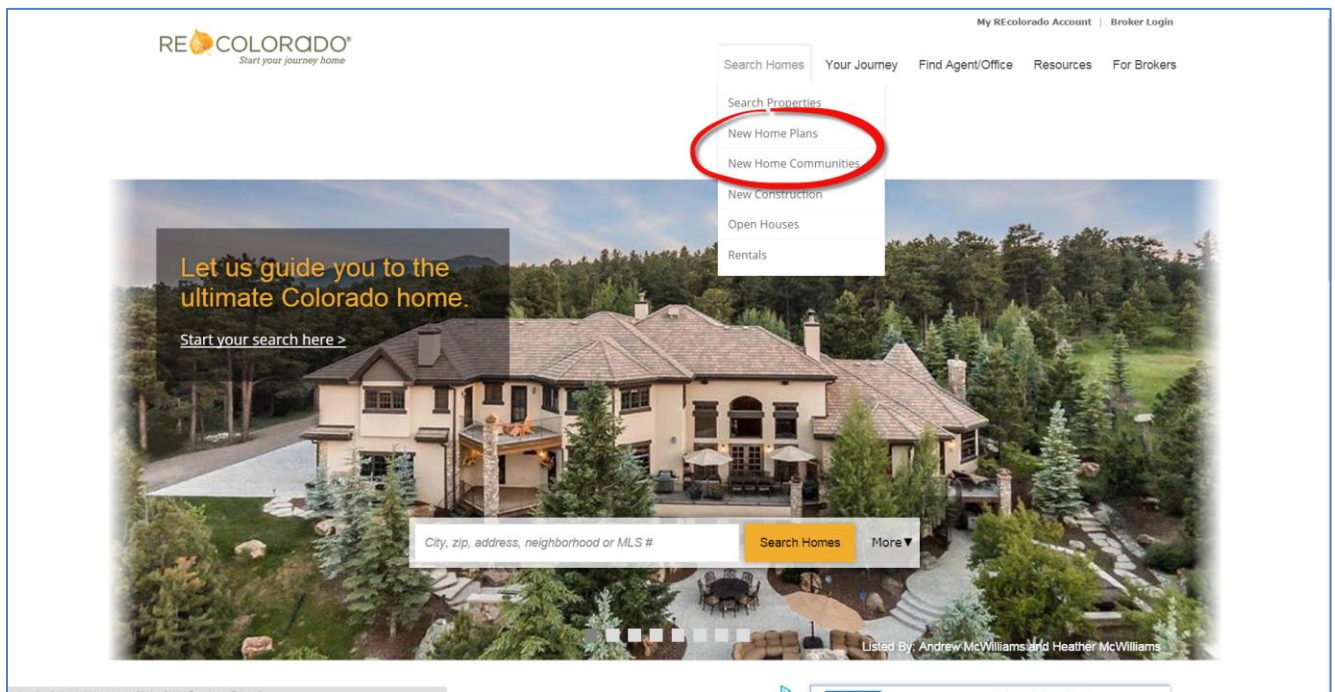 My REcolorado Account | Broker Login
RECOLORADO®
Start your journey home
Search Homes Your Journey Find Agent/Office Resources For Brokers
Search Properties
New Home Plans
New Home Communities
New Construction
Open Houses
Rentals
Let us guide you to the
ultimate Colorado home.
Start your search here >
City, zip, address, neighborhood or MLS # Search Homes More▼
Listed By: Andrew McWilliams and Heather McWilliams